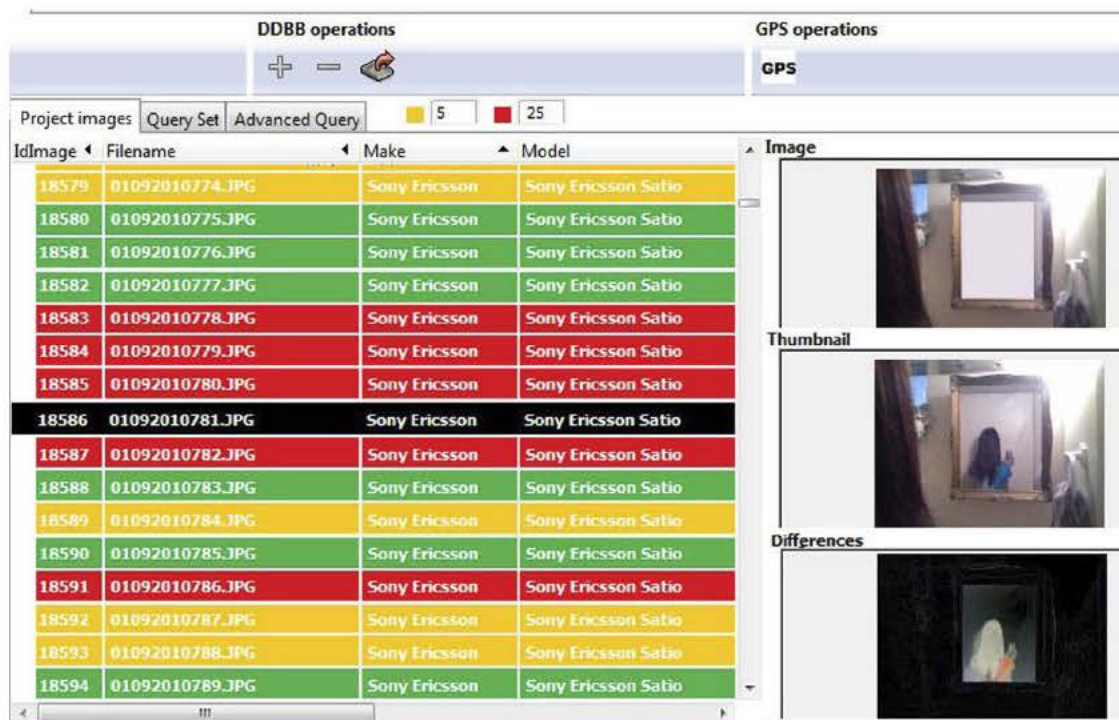 DDBB operations GPS operations
GPS
Project images Query Set Advanced Query 5 25
IdImage Filename Make Model Image
18579 01092010774.JPG Sony Ericsson Sony Ericsson Satio
18580 01092010775.JPG Sony Ericsson Sony Ericsson Satio
18581 01092010776.JPG Sony Ericsson Sony Ericsson Satio
18582 01092010777.JPG Sony Ericsson Sony Ericsson Satio
18583 01092010778.JPG Sony Ericsson Sony Ericsson Satio
Thumbnail
18584 01092010779.JPG Sony Ericsson Sony Ericsson Satio
18585 01092010780.JPG Sony Ericsson Sony Ericsson Satio
18586 01092010781.JPG Sony Ericsson Sony Ericsson Satio
18587 01092010782.JPG Sony Ericsson Sony Ericsson Satio
18588 01092010783.JPG Sony Ericsson Sony Ericsson Satio
18589 01092010784.JPG Sony Ericsson Sony Ericsson Satio
Differences
18590 01092010785.JPG Sony Ericsson Sony Ericsson Satio
18591 01092010786.JPG Sony Ericsson Sony Ericsson Satio
18592 01092010787.JPG Sony Ericsson Sony Ericsson Satio
18593 01092010788.JPG Sony Ericsson Sony Ericsson Satio
18594 01092010789.JPG Sony Ericsson Sony Ericsson Satio